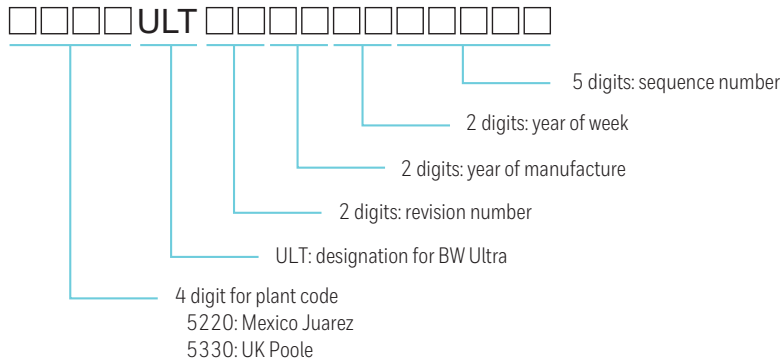 □□□□ULT□□□□□□□□□□□
5 digits: sequence number
2 digits: year of week
2 digits: year of manufacture
2 digits: revision number
ULT: designation for BW Ultra
4 digit for plant code
5220: Mexico Juarez
5330: UK Poole